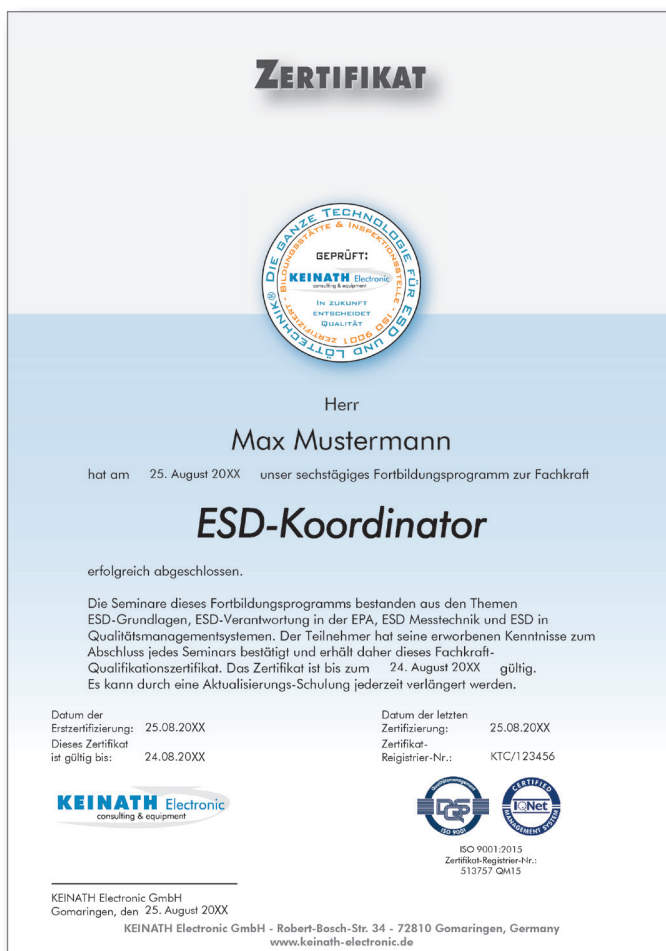 ZERTIFIKAT
DIE GANZE TECHNOLOGIE FÜR ESD UND LÖTTECHNIK®
BILDUNGSSTÄTTE & INSPEKTIONSSTELLE - ISO 9001 ZERTIFIZIERT -
GEPRÜFT:
KEINATH Electronic
consulting & equipment
IN ZUKUNFT
ENTSCHEIDET
QUALITÄT
Herr
Max Mustermann
hat am 25. August 20XX unser sechstägiges Fortbildungsprogramm zur Fachkraft
ESD-Koordinator
erfolgreich abgeschlossen.
Die Seminare dieses Fortbildungsprogramms bestanden aus den Themen
ESD-Grundlagen, ESD-Verantwortung in der EPA, ESD Messtechnik und ESD in
Qualitätsmanagementsystemen. Der Teilnehmer hat seine erworbenen Kenntnisse zum
Abschluss jedes Seminars bestätigt und erhält daher dieses Fachkraft-
Qualifikationszertifikat. Das Zertifikat ist bis zum 24. August 20XX gültig.
Es kann durch eine Aktualisierungs-Schulung jederzeit verlängert werden.
Datum der
Erstzertifizierung: 25.08.20XX
Dieses Zertifikat
ist gültig bis: 24.08.20XX
Datum der letzten
Zertifizierung: 25.08.20XX
Zertifikat-
Reigistrier-Nr.: KTC/123456
KEINATH Electronic
consulting & equipment
Qualitätsmanagement
DQS
ISO 9001
CERTIFIED
IQNet
MANAGEMENT SYSTEM
ISO 9001:2015
Zertifikat-Registrier-Nr.:
513757 QM15
KEINATH Electronic GmbH
Gomaringen, den 25. August 20XX
KEINATH Electronic GmbH - Robert-Bosch-Str. 34 - 72810 Gomaringen, Germany
www.keinath-electronic.de